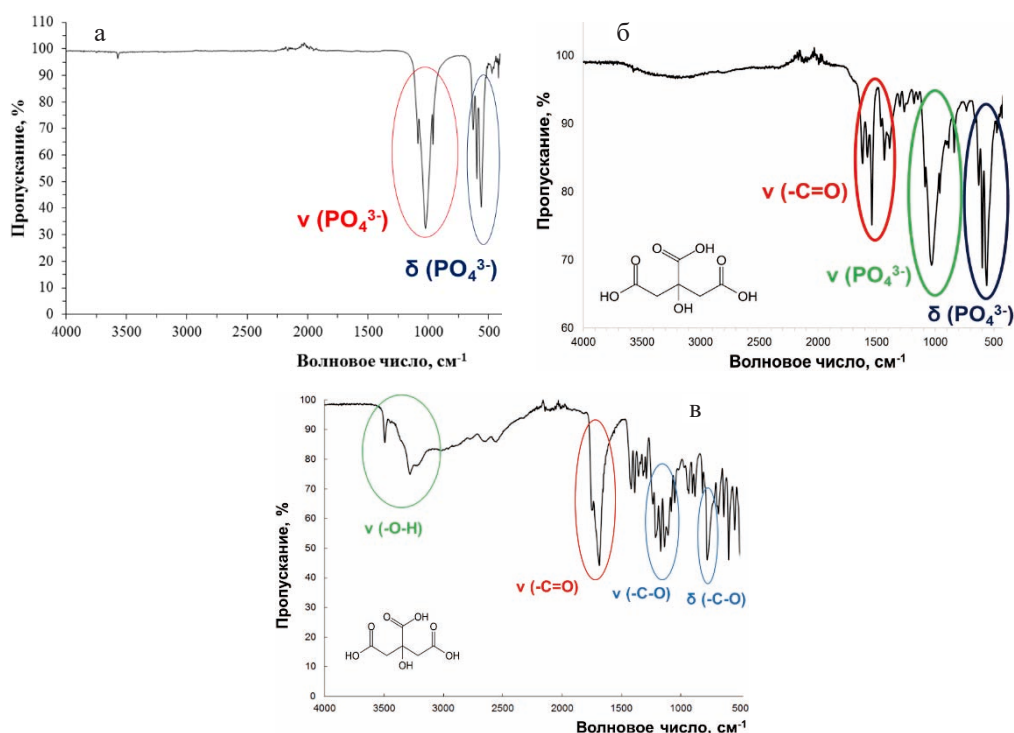 а
110
100
90
80
70
60
50
40
30
20
10
0
Пропускание, %
ν (PO₄³⁻)
δ (PO₄³⁻)
4000 3500 3000 2500 2000 1500 1000 500
Волновое число, см⁻¹
б
100
90
80
70
60
Пропускание, %
ν (-C=O)
ν (PO₄³⁻)
δ (PO₄³⁻)
O OH
O O
HO OH OH
4000 3500 3000 2500 2000 1500 1000 500
Волновое число, см⁻¹
в
100
90
80
70
60
50
40
30
20
10
0
Пропускание, %
ν (-O-H)
ν (-C=O)
ν (-C-O)
δ (-C-O)
O OH
O O
HO OH OH
4000 3500 3000 2500 2000 1500 1000 500
Волновое число, см⁻¹